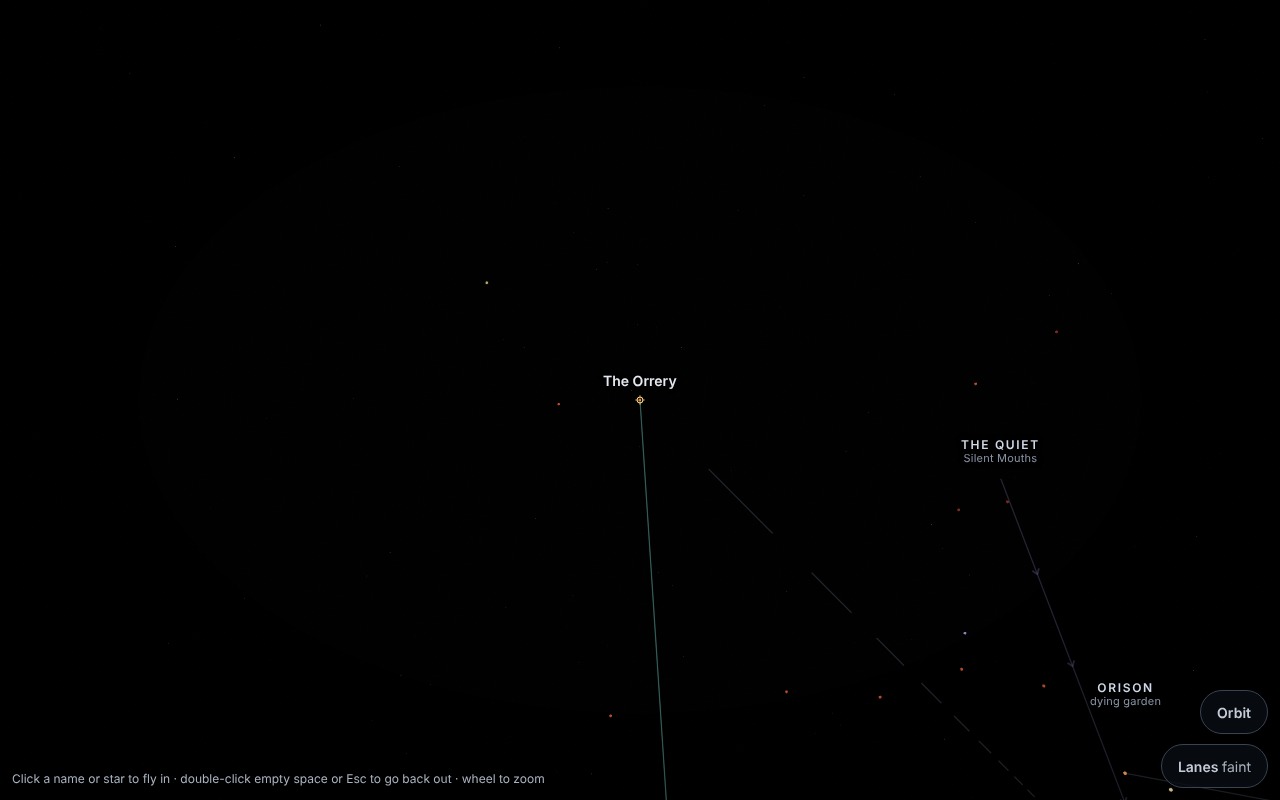 The Orrery
THE QUIET
Silent Mouths
ORISON
dying garden
Orbit
Lanes faint
Click a name or star to fly in · double-click empty space or Esc to go back out · wheel to zoom